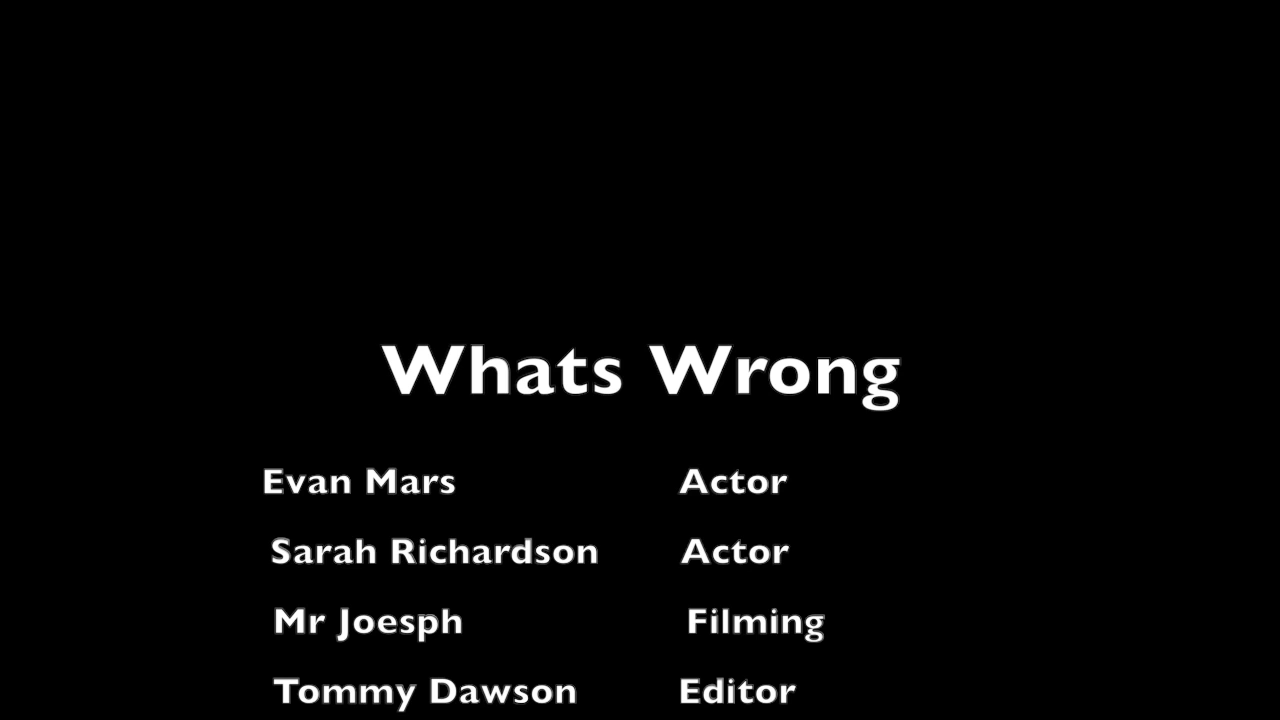 Whats Wrong
Evan Mars Actor
Sarah Richardson Actor
Mr Joesph Filming
Tommy Dawson Editor